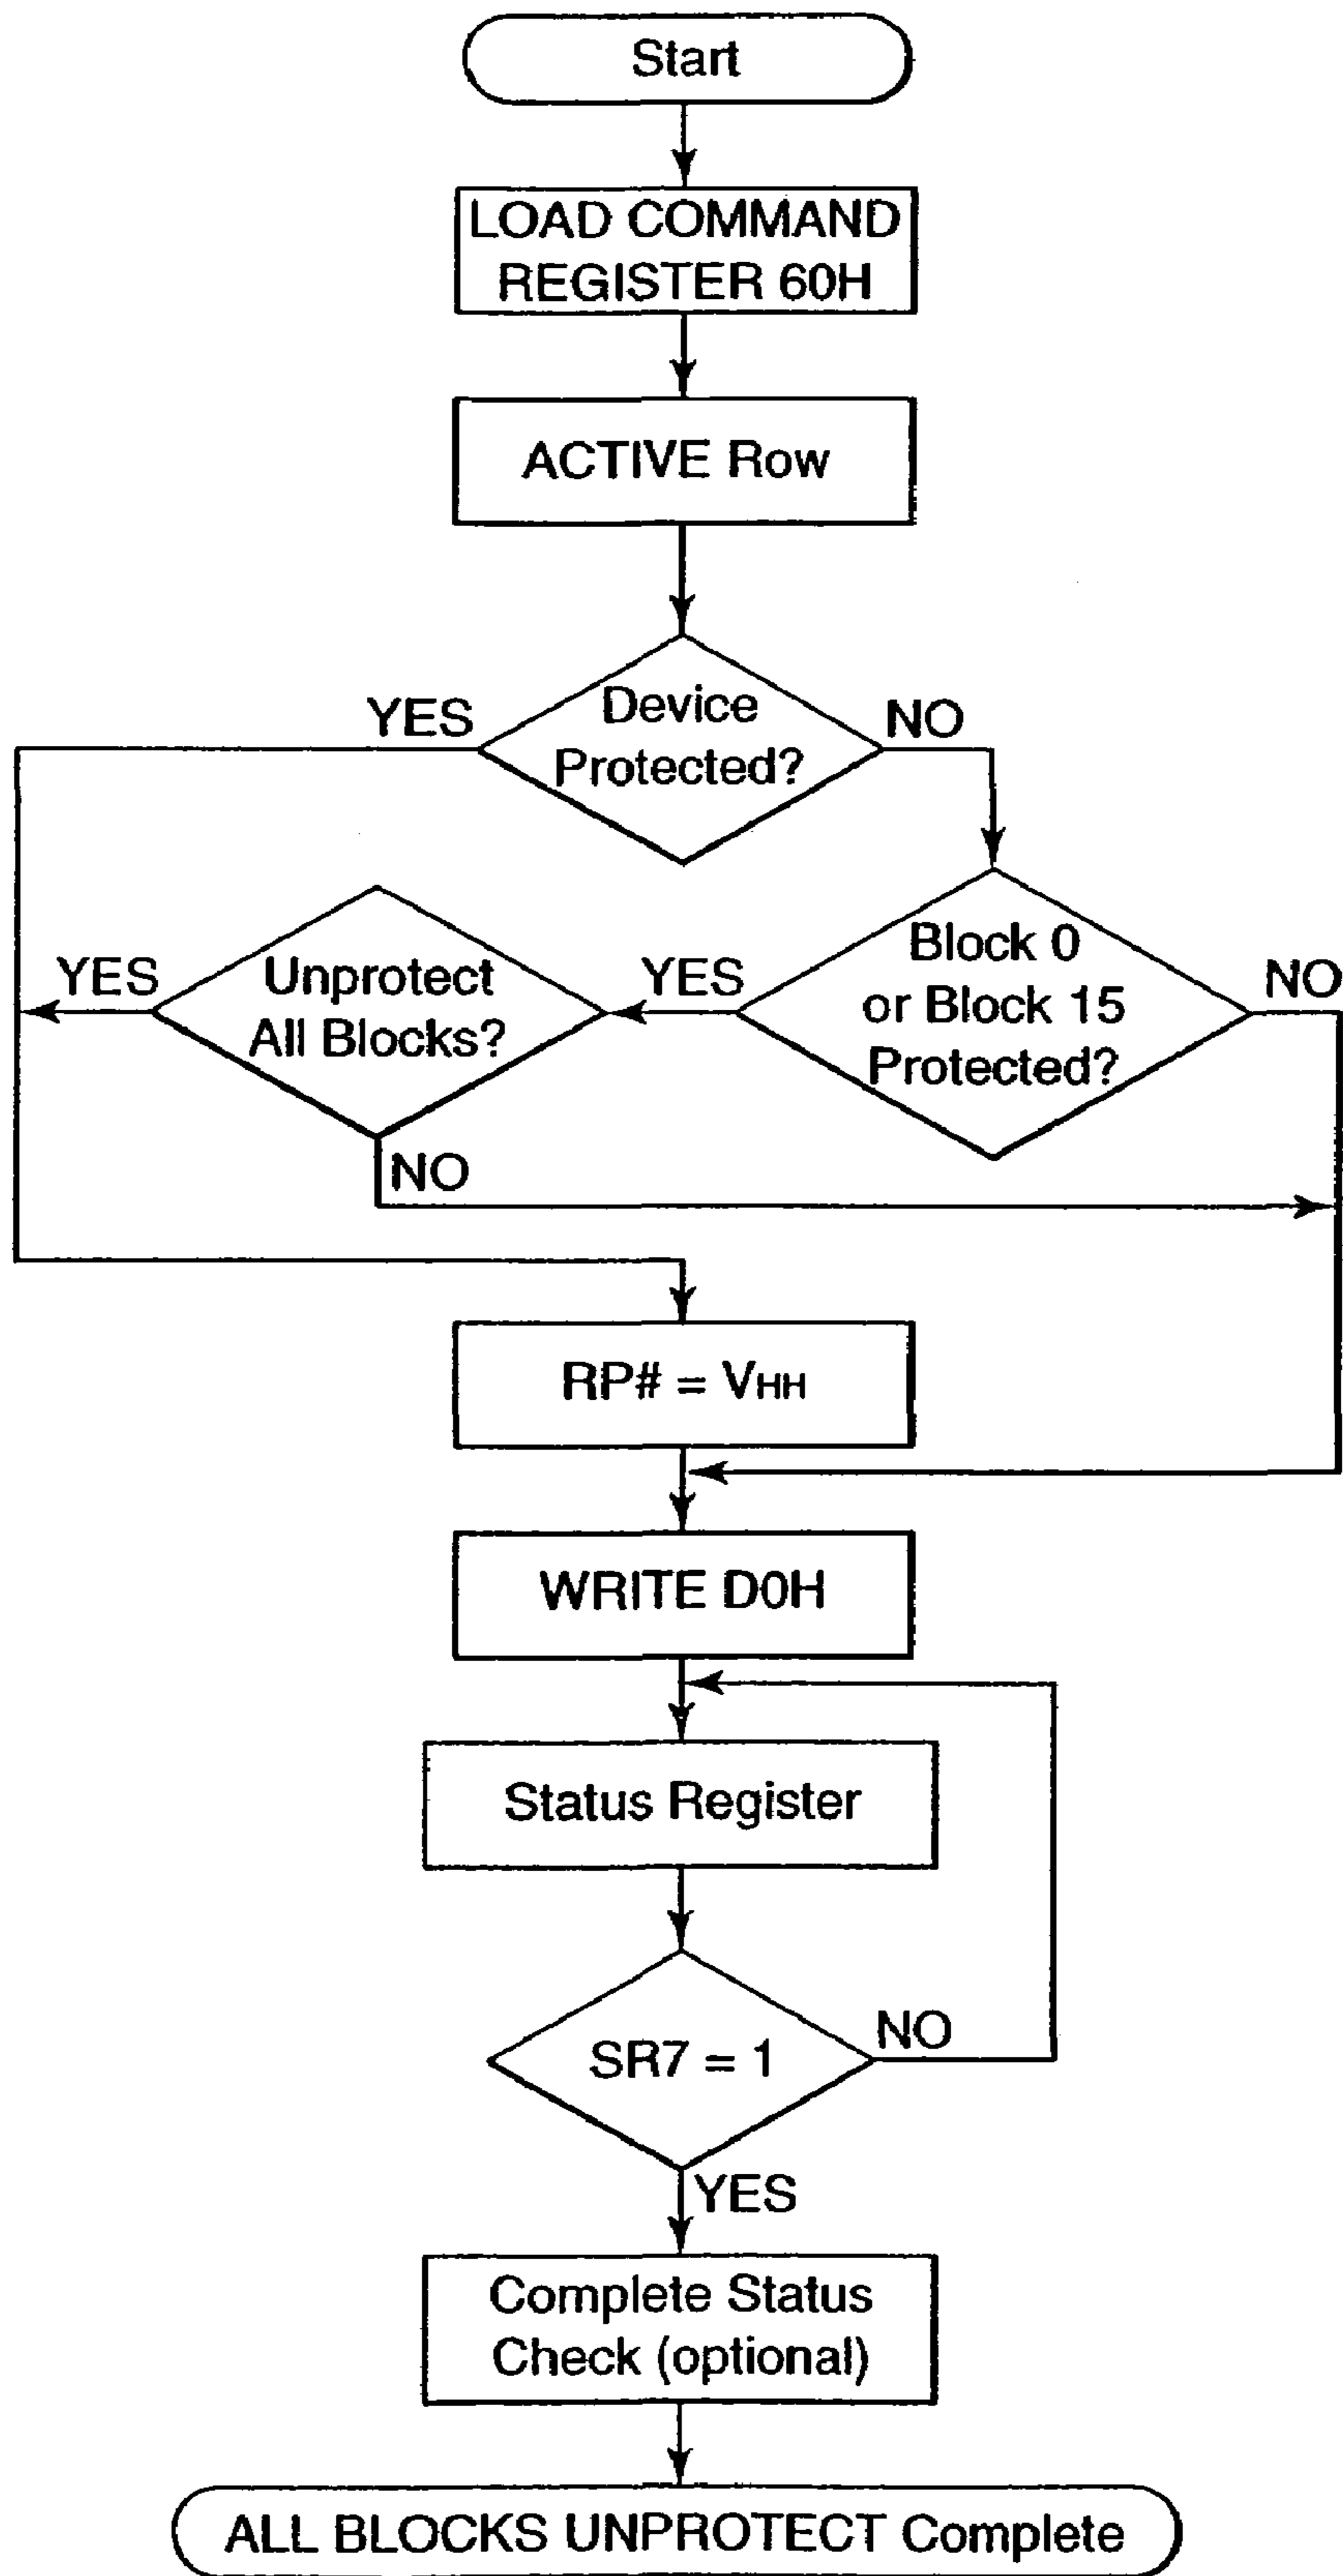 Start
LOAD COMMAND
REGISTER 60H
ACTIVE Row
Device
Protected?
YES
NO
Block 0
or Block 15
Protected?
YES
NO
Unprotect
All Blocks?
YES
NO
RP# = VHH
WRITE D0H
Status Register
SR7 = 1
NO
YES
Complete Status
Check (optional)
ALL BLOCKS UNPROTECT Complete